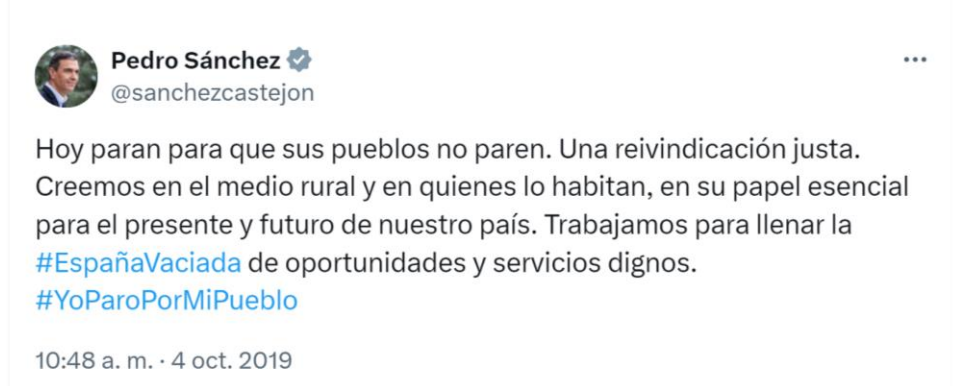 Pedro Sánchez
@sanchezcastejon
Hoy paran para que sus pueblos no paren. Una reivindicación justa.
Creemos en el medio rural y en quienes lo habitan, en su papel esencial
para el presente y futuro de nuestro país. Trabajamos para llenar la
#EspañaVaciada de oportunidades y servicios dignos.
#YoParoPorMiPueblo
10:48 a. m. · 4 oct. 2019